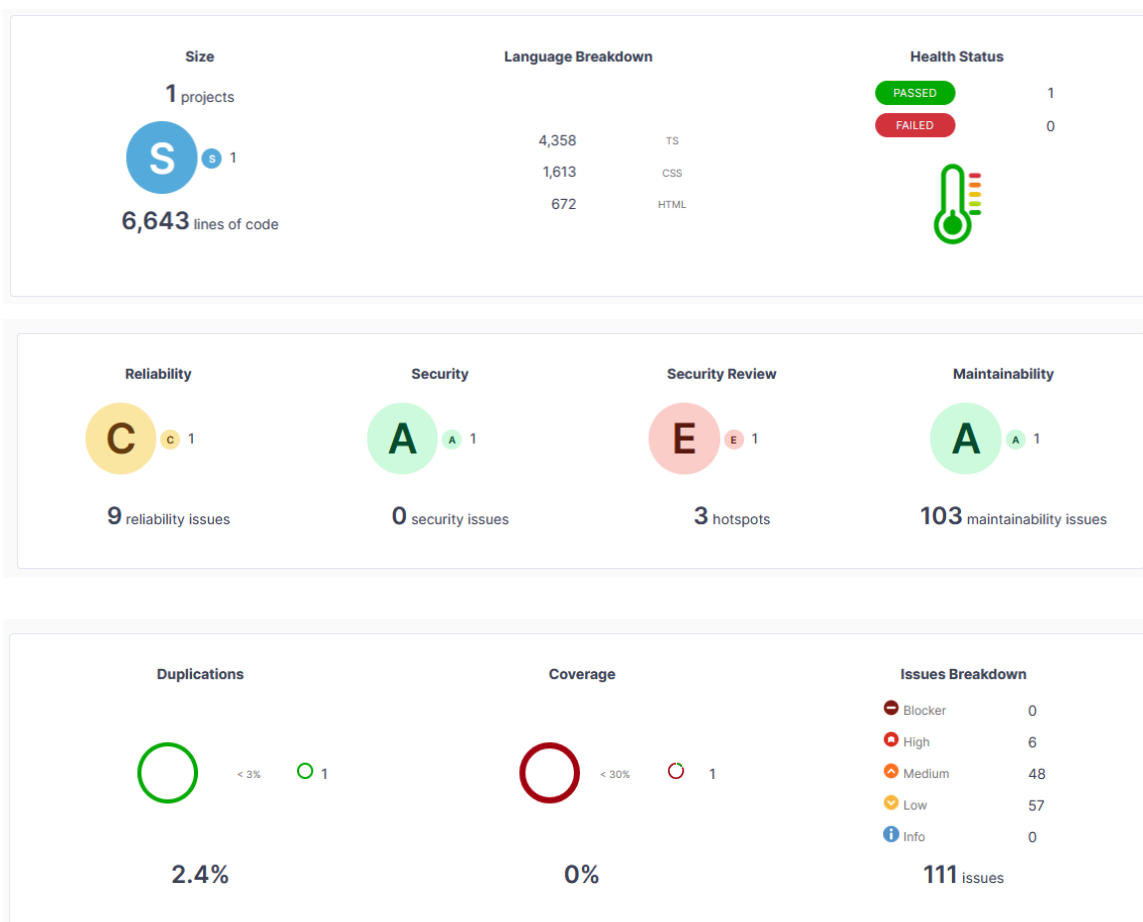 Size
1 projects
S S 1
6,643 lines of code
Language Breakdown
4,358 TS
1,613 CSS
672 HTML
Health Status
PASSED 1
FAILED 0
Reliability
C C 1
9 reliability issues
Security
A A 1
0 security issues
Security Review
E E 1
3 hotspots
Maintainability
A A 1
103 maintainability issues
Duplications
< 3% 1
2.4%
Coverage
< 30% 1
0%
Issues Breakdown
Blocker 0
High 6
Medium 48
Low 57
Info 0
111 issues